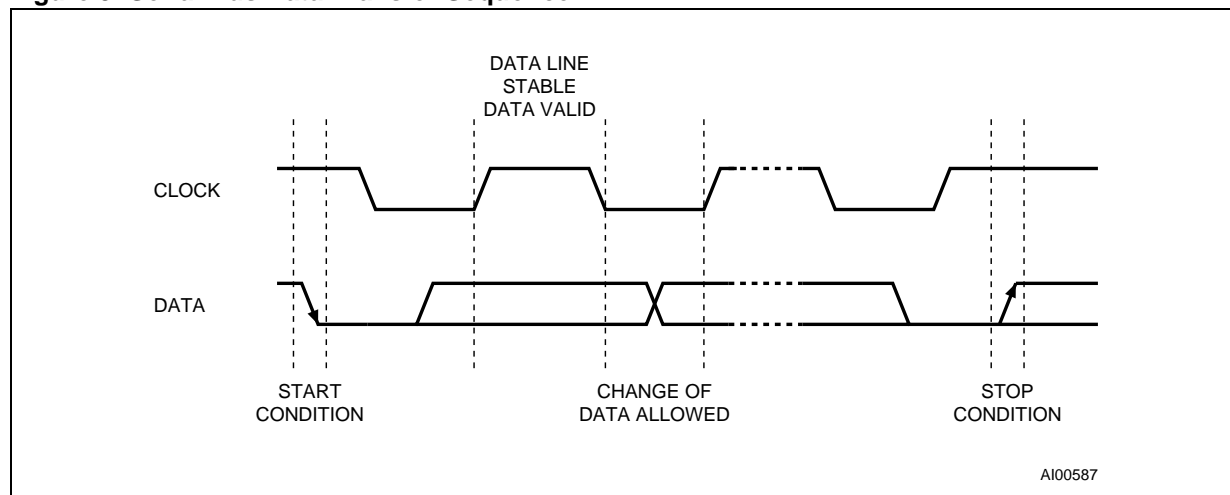 DATA LINE
STABLE
DATA VALID
CLOCK
DATA
START
CONDITION
CHANGE OF
DATA ALLOWED
STOP
CONDITION
AI00587